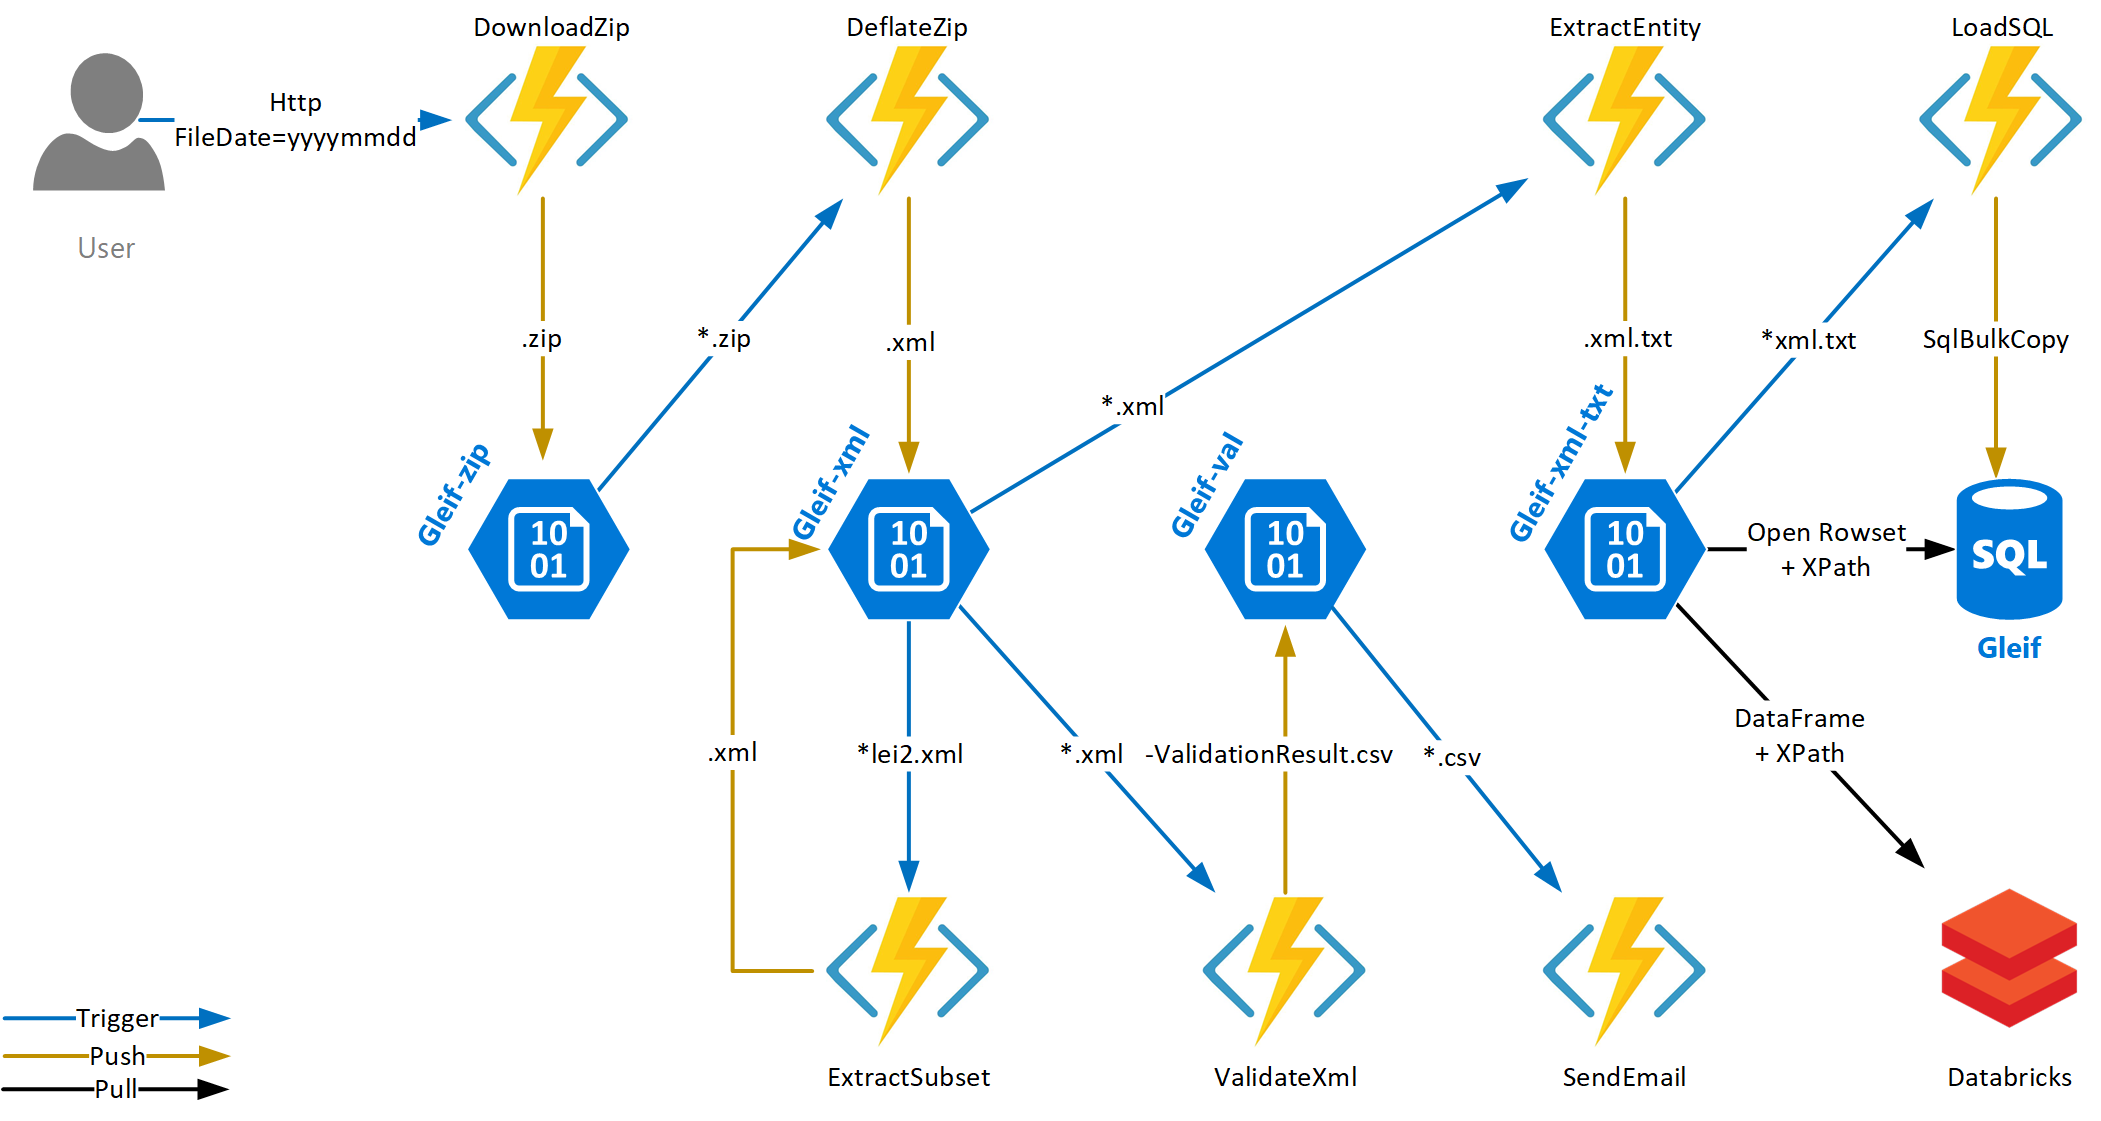 DownloadZip
DeflateZip
ExtractEntity
LoadSQL
Http
FileDate=yyyymmdd
User
.zip
*.zip
.xml
*.xml
.xml.txt
*xml.txt
SqlBulkCopy
Gleif-zip
Gleif-xml
Gleif-val
Gleif-xml-txt
10
01
10
01
10
01
10
01
Open Rowset
+ XPath
SQL
Gleif
.xml
*lei2.xml
*.xml
-ValidationResult.csv
*.csv
DataFrame
+ XPath
Trigger
Push
Pull
ExtractSubset
ValidateXml
SendEmail
Databricks